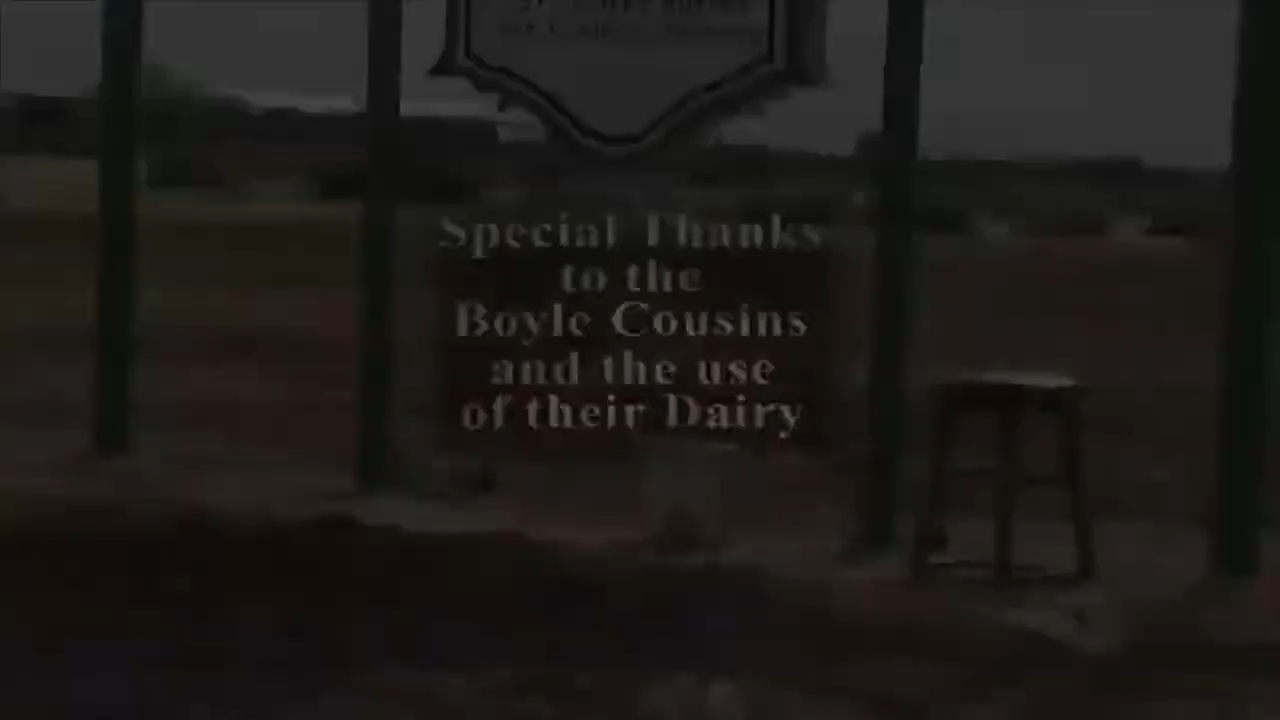 Special Thanks
to the
Boyle Cousins
and the use
of their Dairy